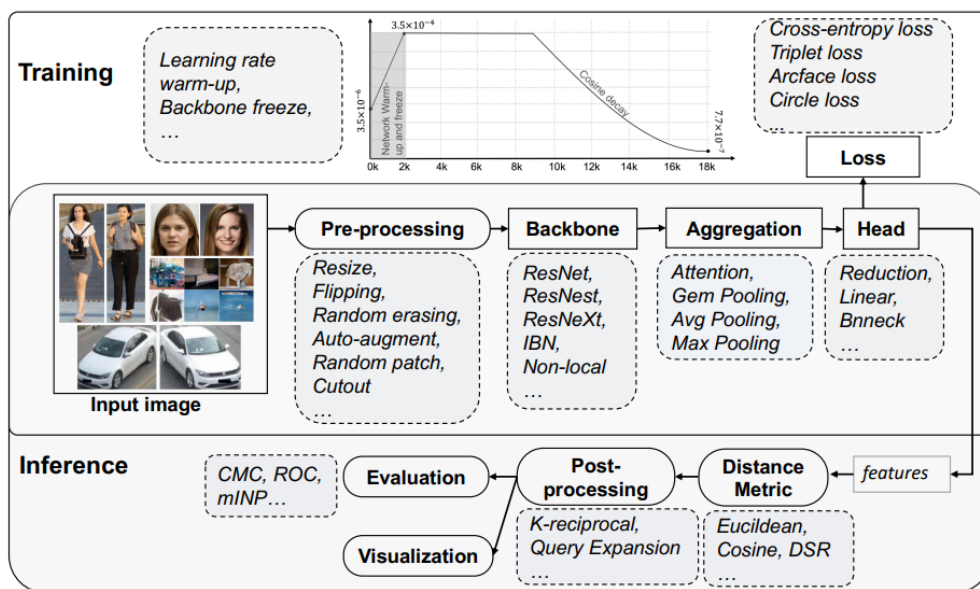 Training
Learning rate
warm-up,
Backbone freeze,
...
3.5×10⁻⁴
3.5×10⁻⁶
Network Warm-
up and freeze
Cosine decay
7.7×10⁻⁷
0k 2k 4k 6k 8k 10k 12k 14k 16k 18k
Cross-entropy loss
Triplet loss
Arcface loss
Circle loss
...
Loss
Input image
Pre-processing
Resize,
Flipping,
Random erasing,
Auto-augment,
Random patch,
Cutout
...
Backbone
ResNet,
ResNest,
ResNeXt,
IBN,
Non-local
...
Aggregation
Attention,
Gem Pooling,
Avg Pooling,
Max Pooling
Head
Reduction,
Linear,
Bnneck
...
Inference
features
Distance
Metric
Eucildean,
Cosine, DSR
...
Post-
processing
K-reciprocal,
Query Expansion
...
Evaluation
CMC, ROC,
mINP...
Visualization